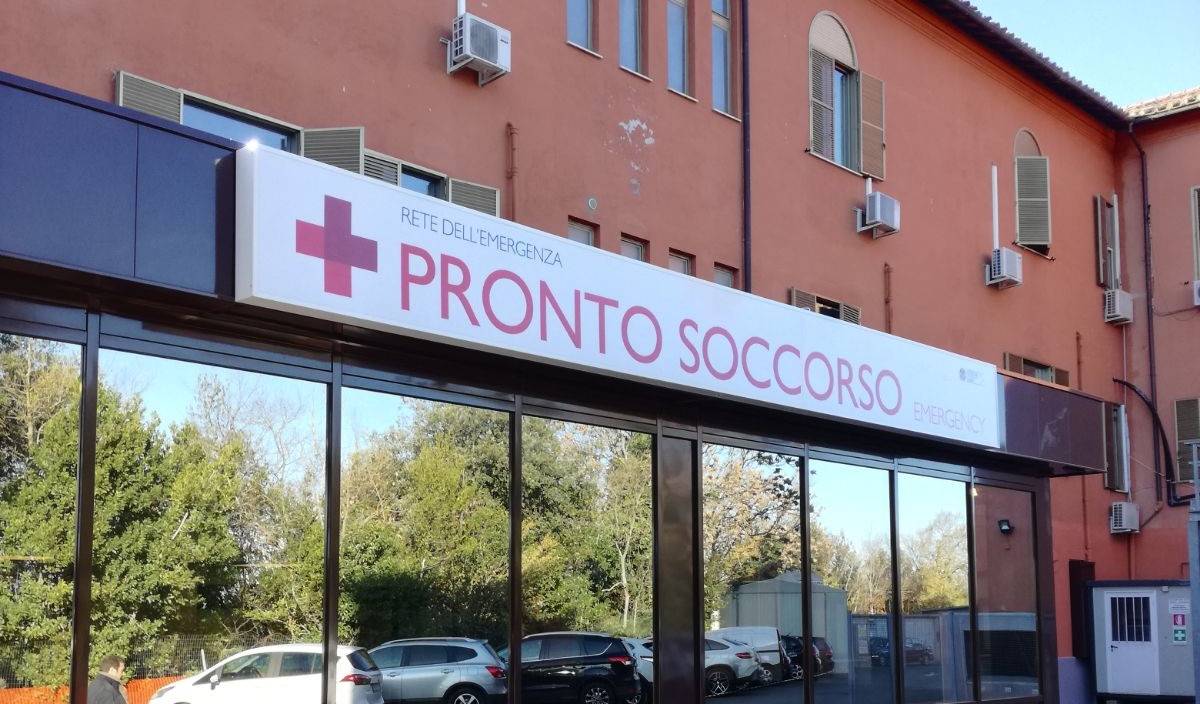 RETE DELL'EMERGENZA
PRONTO SOCCORSO
EMERGENCY